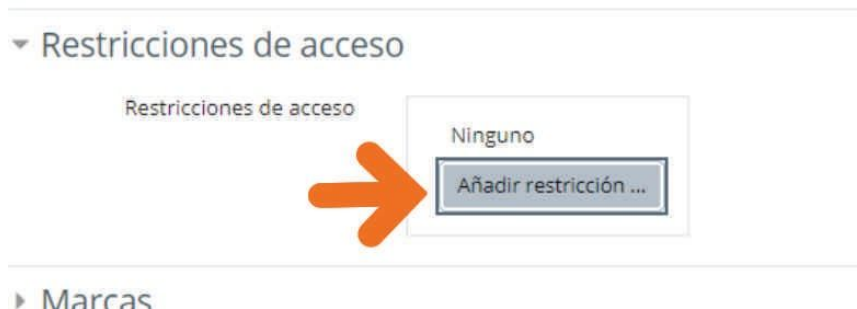 Restricciones de acceso
Restricciones de acceso
Ninguno
Añadir restricción ...
Marcas